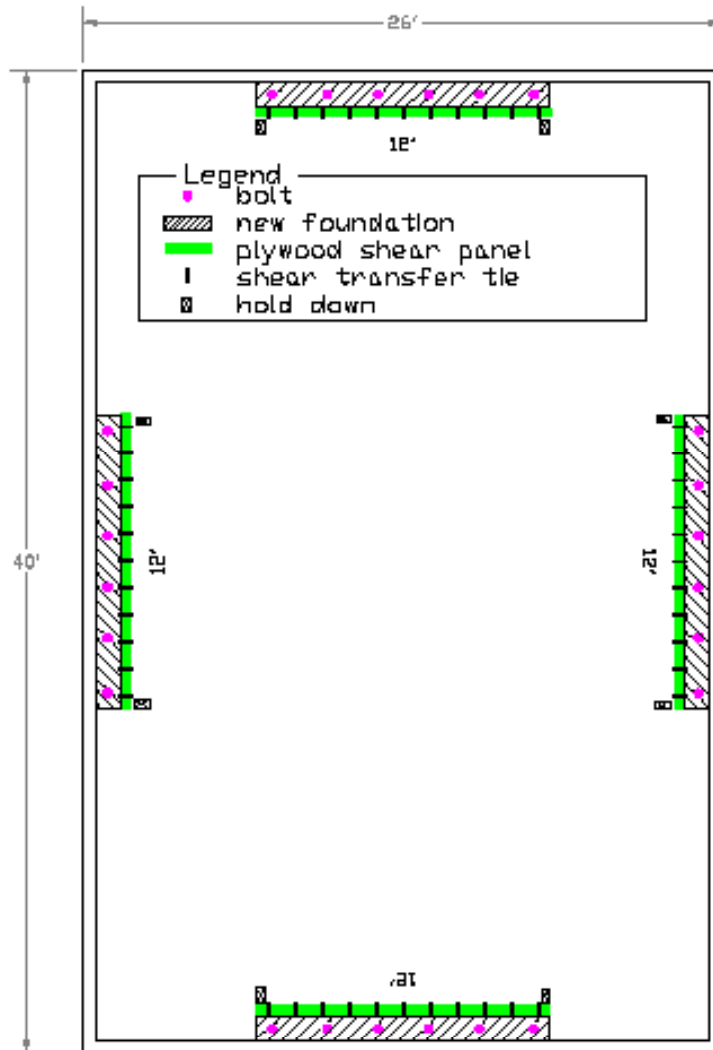 26'
12'
Legend
bolt
new foundation
plywood shear panel
shear transfer tie
hold down
40'
12'
12'
12'